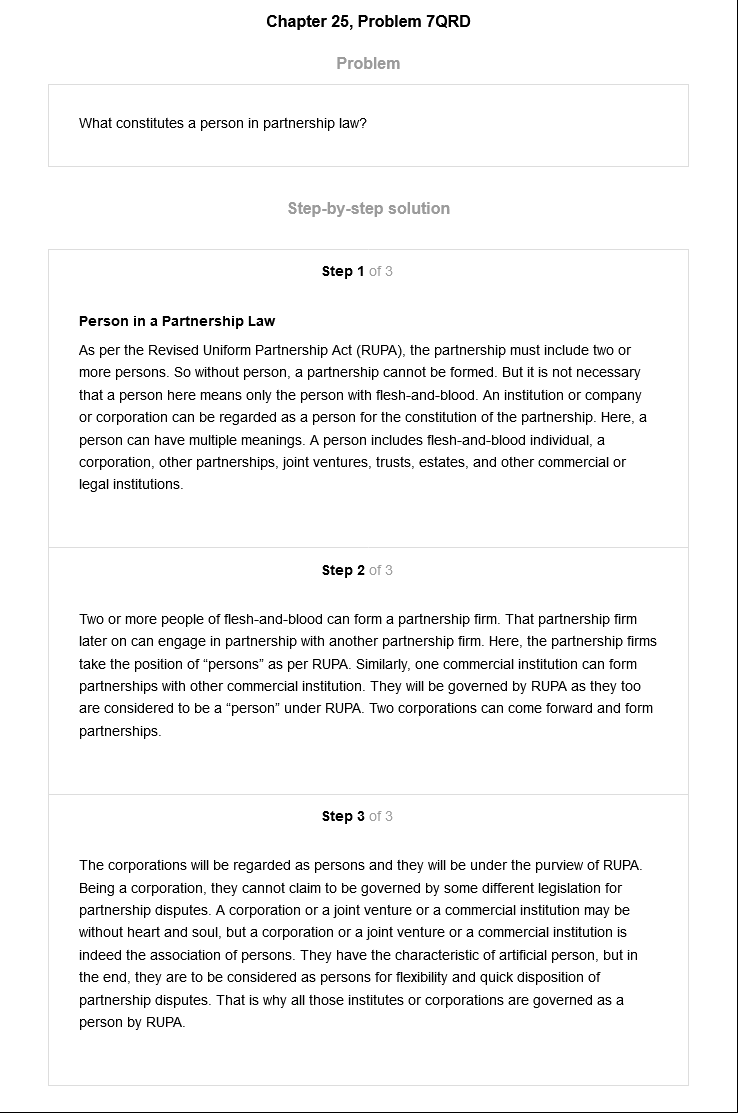 Chapter 25, Problem 7QRD
Problem
What constitutes a person in partnership law?
Step-by-step solution
Step 1 of 3
Person in a Partnership Law
As per the Revised Uniform Partnership Act (RUPA), the partnership must include two or
more persons. So without person, a partnership cannot be formed. But it is not necessary
that a person here means only the person with flesh-and-blood. An institution or company
or corporation can be regarded as a person for the constitution of the partnership. Here, a
person can have multiple meanings. A person includes flesh-and-blood individual, a
corporation, other partnerships, joint ventures, trusts, estates, and other commercial or
legal institutions.
Step 2 of 3
Two or more people of flesh-and-blood can form a partnership firm. That partnership firm
later on can engage in partnership with another partnership firm. Here, the partnership firms
take the position of “persons” as per RUPA. Similarly, one commercial institution can form
partnerships with other commercial institution. They will be governed by RUPA as they too
are considered to be a “person” under RUPA. Two corporations can come forward and form
partnerships.
Step 3 of 3
The corporations will be regarded as persons and they will be under the purview of RUPA.
Being a corporation, they cannot claim to be governed by some different legislation for
partnership disputes. A corporation or a joint venture or a commercial institution may be
without heart and soul, but a corporation or a joint venture or a commercial institution is
indeed the association of persons. They have the characteristic of artificial person, but in
the end, they are to be considered as persons for flexibility and quick disposition of
partnership disputes. That is why all those institutes or corporations are governed as a
person by RUPA.